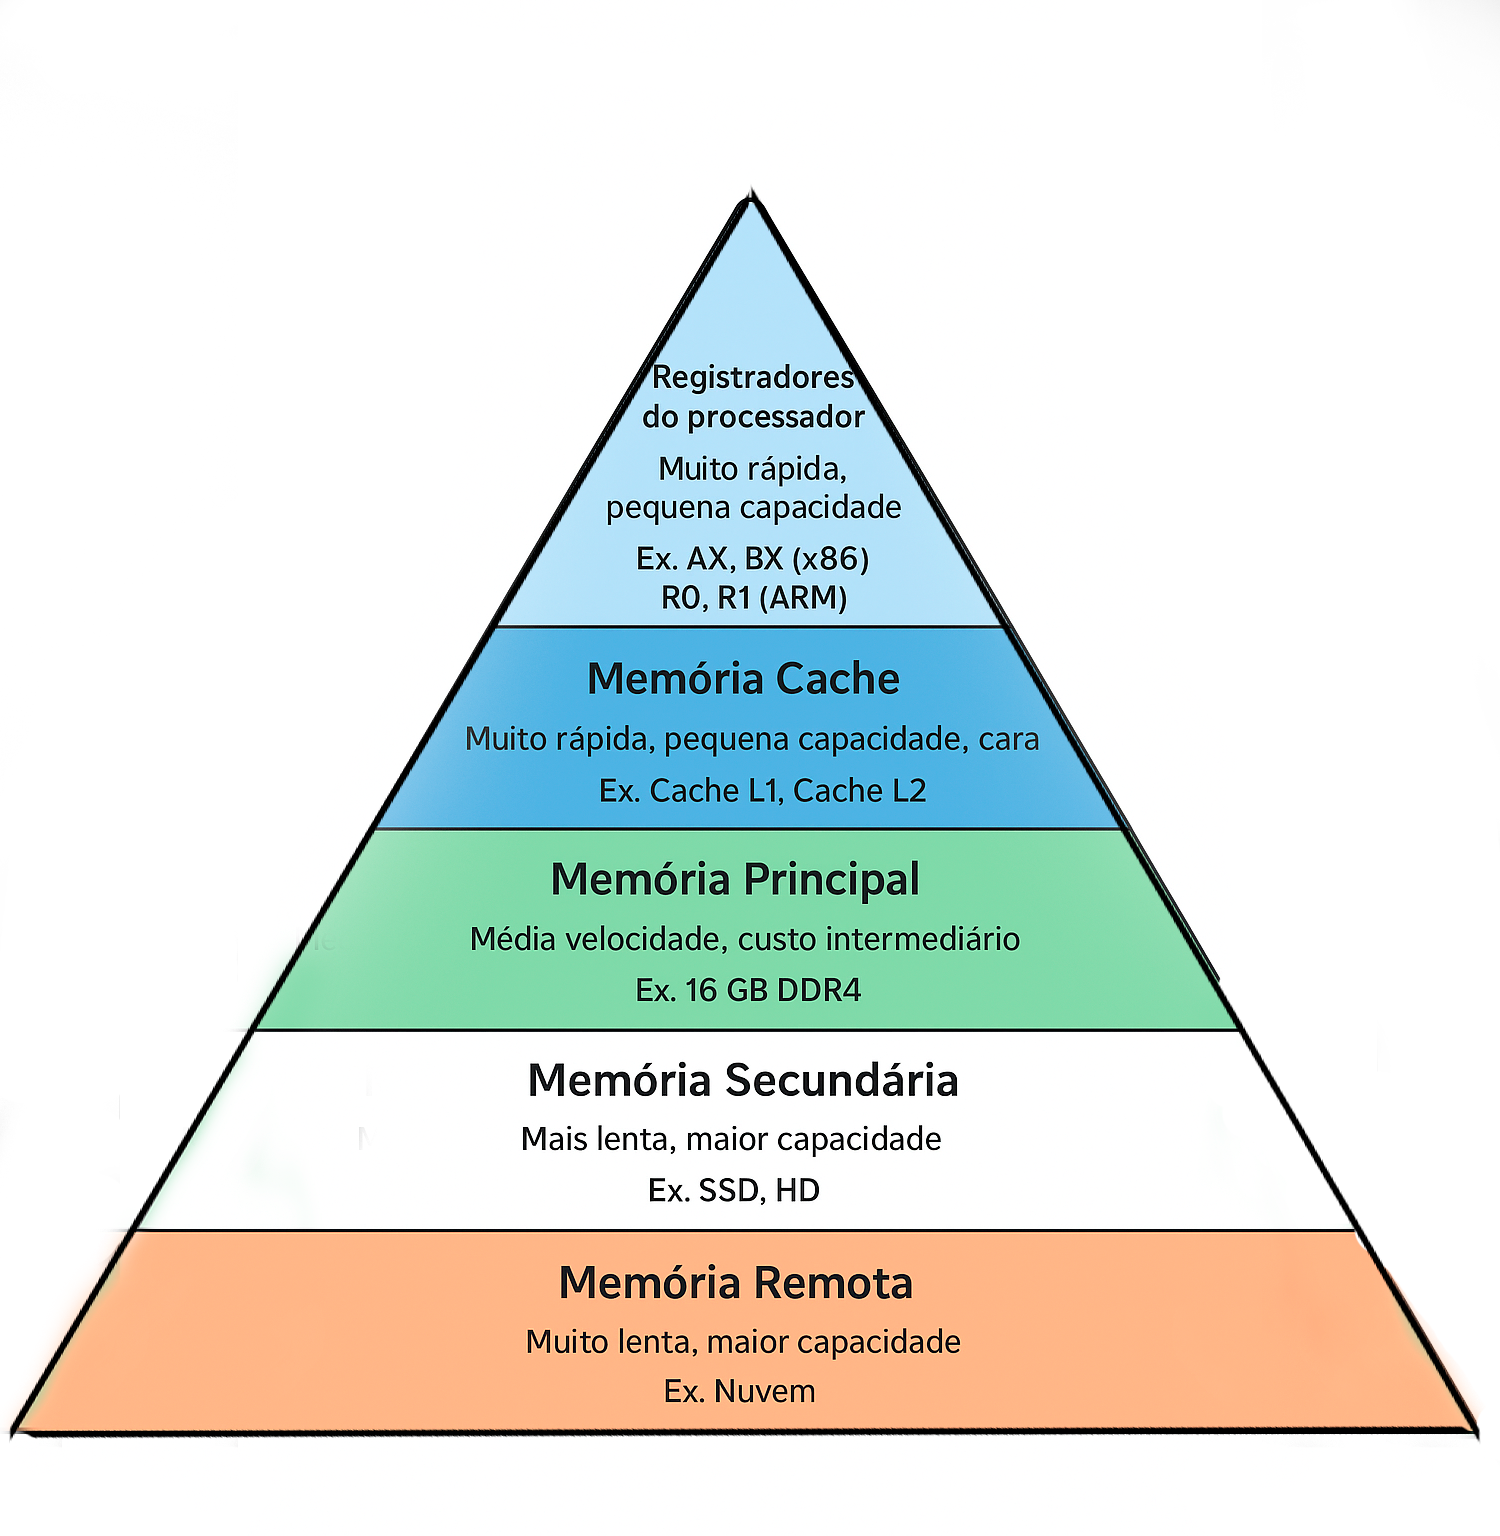 Registradores
do processador
Muito rápida,
pequena capacidade
Ex. AX, BX (x86)
R0, R1 (ARM)
Memória Cache
Muito rápida, pequena capacidade, cara
Ex. Cache L1, Cache L2
Memória Principal
Média velocidade, custo intermediário
Ex. 16 GB DDR4
Memória Secundária
Mais lenta, maior capacidade
Ex. SSD, HD
Memória Remota
Muito lenta, maior capacidade
Ex. Nuvem